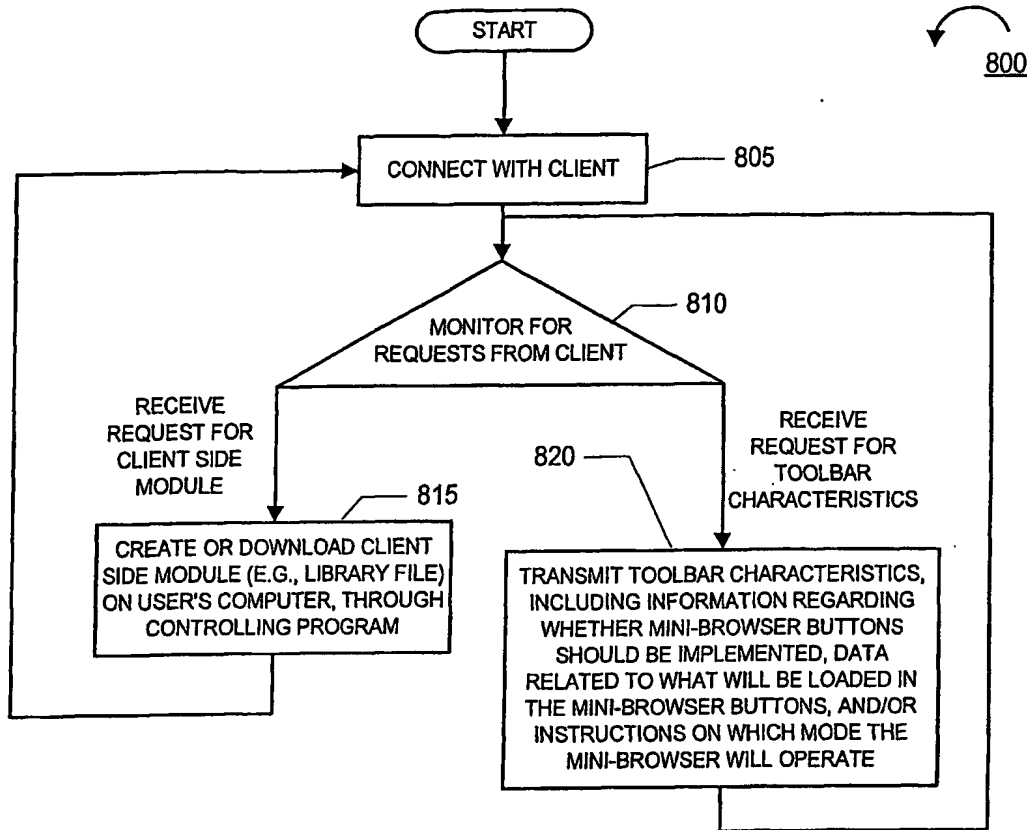 START
800
CONNECT WITH CLIENT
805
MONITOR FOR
REQUESTS FROM CLIENT
810
RECEIVE
REQUEST FOR
CLIENT SIDE
MODULE
RECEIVE
REQUEST FOR
TOOLBAR
CHARACTERISTICS
815
CREATE OR DOWNLOAD CLIENT
SIDE MODULE (E.G., LIBRARY FILE)
ON USER'S COMPUTER, THROUGH
CONTROLLING PROGRAM
820
TRANSMIT TOOLBAR CHARACTERISTICS,
INCLUDING INFORMATION REGARDING
WHETHER MINI-BROWSER BUTTONS
SHOULD BE IMPLEMENTED, DATA
RELATED TO WHAT WILL BE LOADED IN
THE MINI-BROWSER BUTTONS, AND/OR
INSTRUCTIONS ON WHICH MODE THE
MINI-BROWSER WILL OPERATE